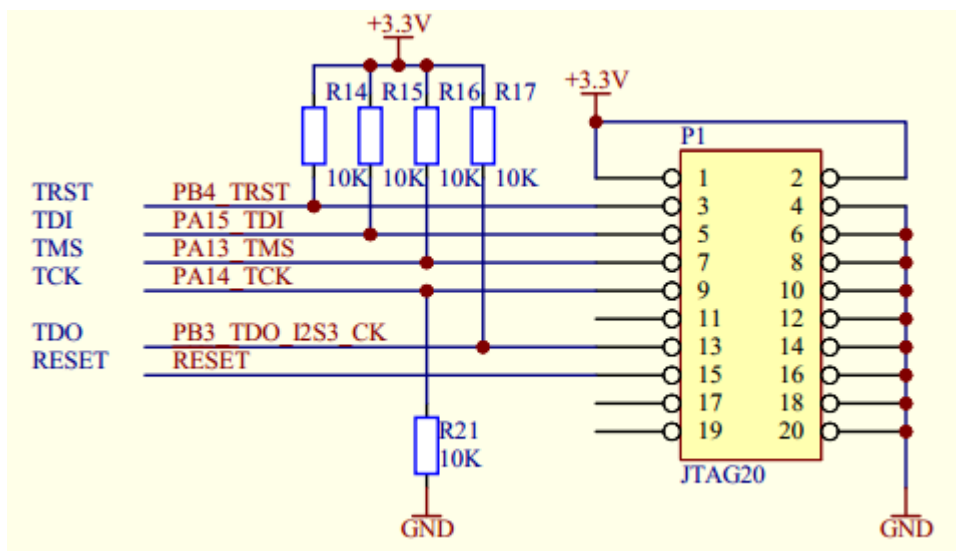 +3.3V
R14 R15 R16 R17
+3.3V
10K 10K 10K 10K
P1
TRST PB4_TRST
TDI PA15_TDI
TMS PA13_TMS
TCK PA14_TCK
TDO PB3_TDO_I2S3_CK
RESET RESET
1 2
3 4
5 6
7 8
9 10
11 12
13 14
15 16
17 18
19 20
JTAG20
R21
10K
GND
GND